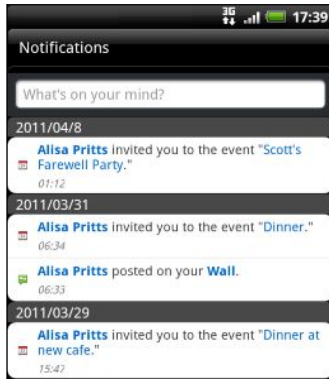 3G 17:39
Notifications
What's on your mind?
2011/04/8
Alisa Pritts invited you to the event "Scott's
Farewell Party."
01:12
2011/03/31
Alisa Pritts invited you to the event "Dinner."
06:34
Alisa Pritts posted on your Wall.
06:33
2011/03/29
Alisa Pritts invited you to the event "Dinner at
new cafe."
15:47